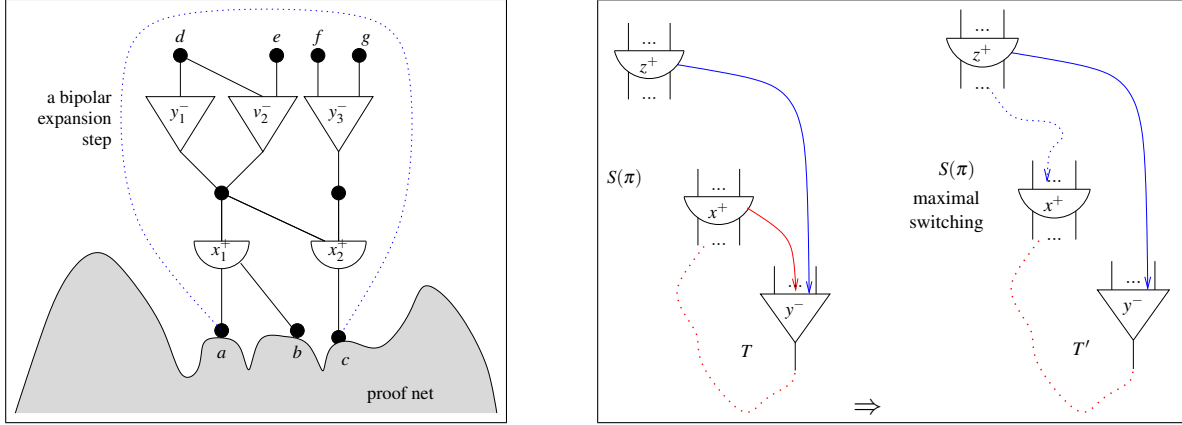 d e f g
a bipolar
expansion
step
y₁⁻ v₂⁻ y₃⁻
x₁⁺ x₂⁺
a b c
proof net
...
z⁺
...
S(π)
...
x⁺
...
...
y⁻
T
⇒
...
z⁺
...
S(π)
maximal
switching
...
x⁺
...
...
y⁻
T′